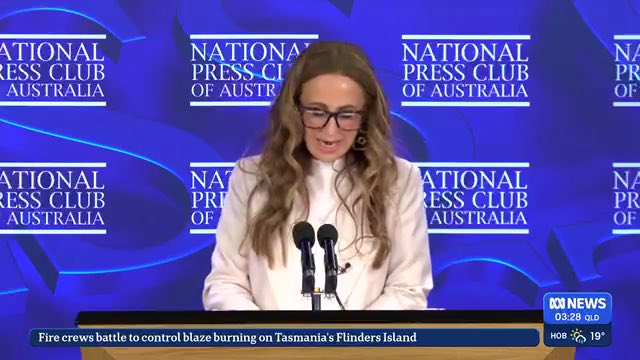 NATIONAL
PRESS CLUB
OF AUSTRALIA
NATIONAL
PRESS CLUB
OF AUSTRALIA
NATIONAL
PRESS CLUB
OF AUSTRALIA
NATIONAL
PRESS CLUB
OF AUSTRALIA
NATIONAL
PRESS CLUB
OF AUSTRALIA
NEWS
03:28 QLD
HOB 19°
Fire crews battle to control blaze burning on Tasmania's Flinders Island